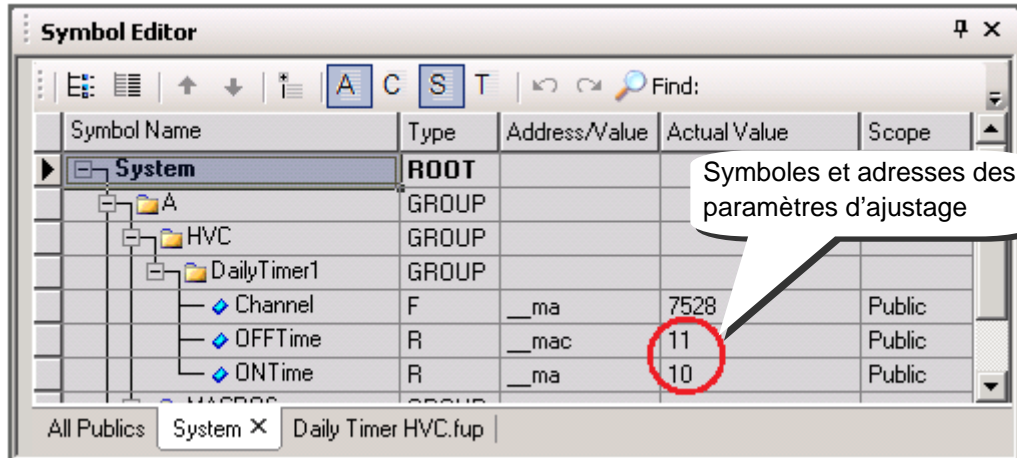 Symbol Editor
A C S T Find:
Symbol Name Type Address/Value Actual Value Scope
System ROOT
A GROUP
HVC GROUP
DailyTimer1 GROUP
Channel F __ma 7528 Public
OFFTime R __mac 11 Public
ONTime R __ma 10 Public
Symboles et adresses des
paramètres d’ajustage
All Publics System Daily Timer HVC.fup